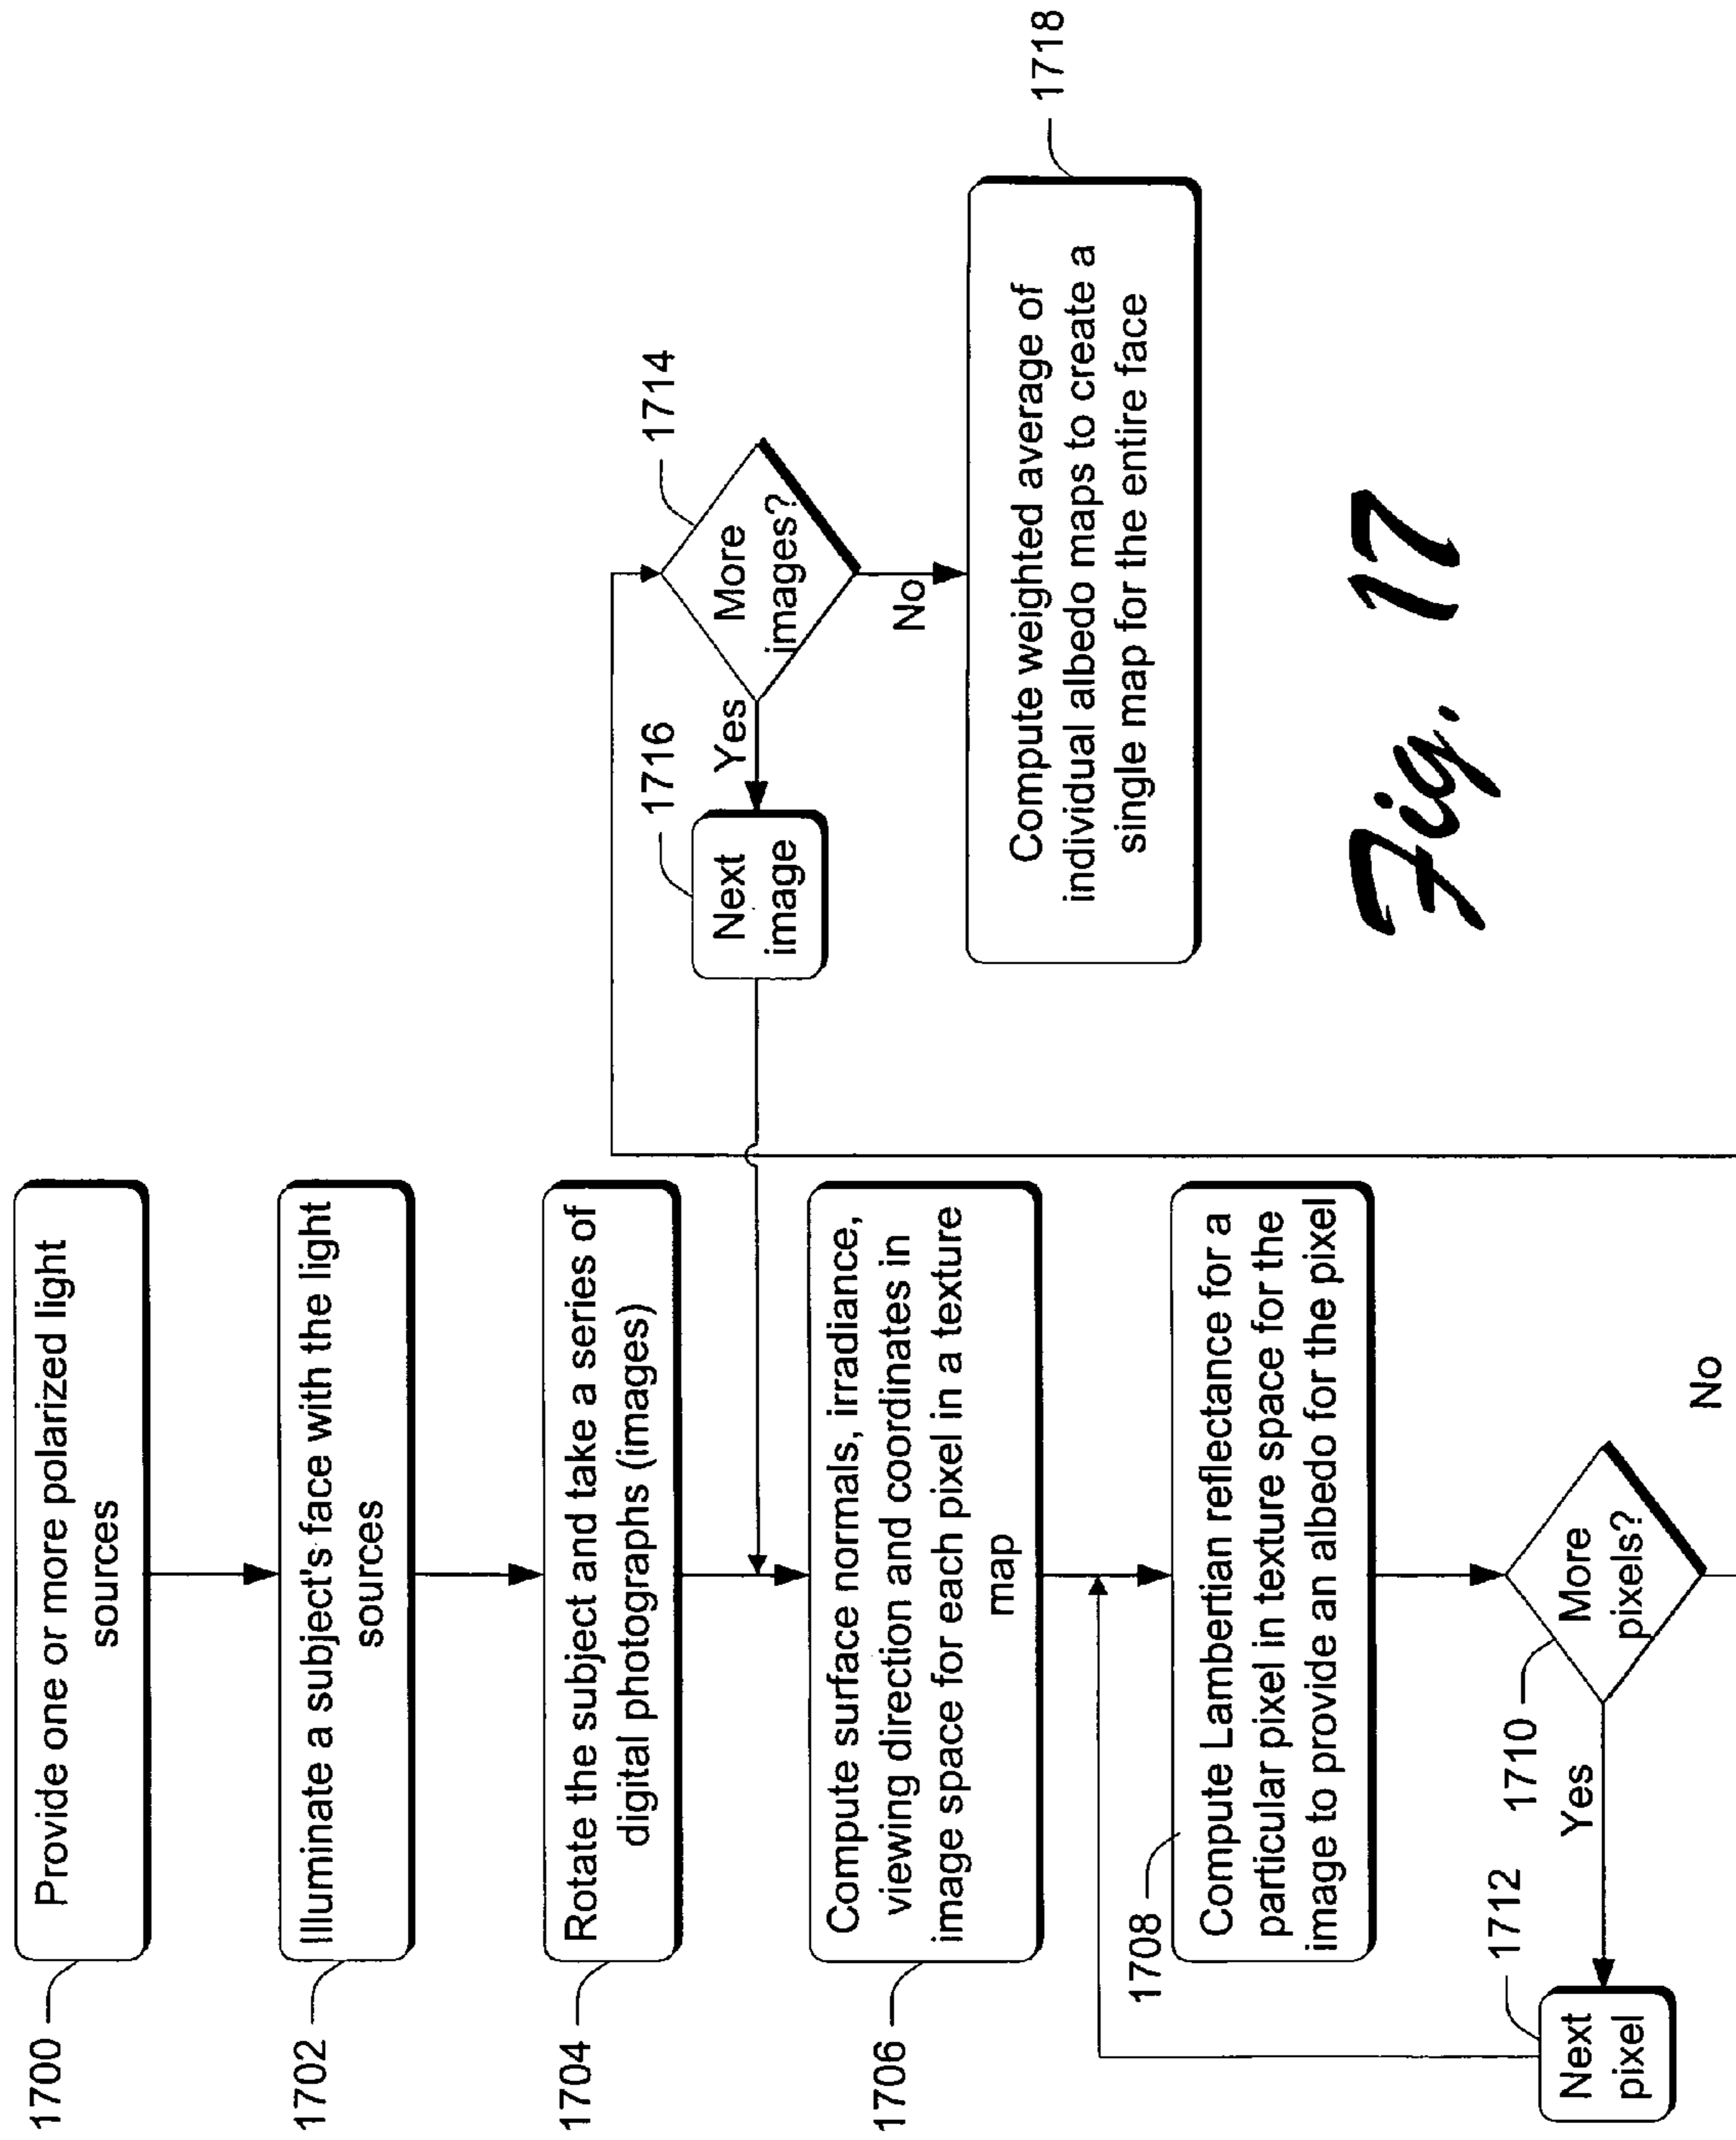 1700
Provide one or more polarized light
sources
1702
Illuminate a subject's face with the light
sources
1704
Rotate the subject and take a series of
digital photographs (images)
1706
Compute surface normals, irradiance,
viewing direction and coordinates in
image space for each pixel in a texture
map
1708
Compute Lambertian reflectance for a
particular pixel in texture space for the
image to provide an albedo for the pixel
1710
More
pixels?
Yes
No
1712
Next
pixel
1714
More
images?
Yes
No
1716
Next
image
1718
Compute weighted average of
individual albedo maps to create a
single map for the entire face
Fig. 17